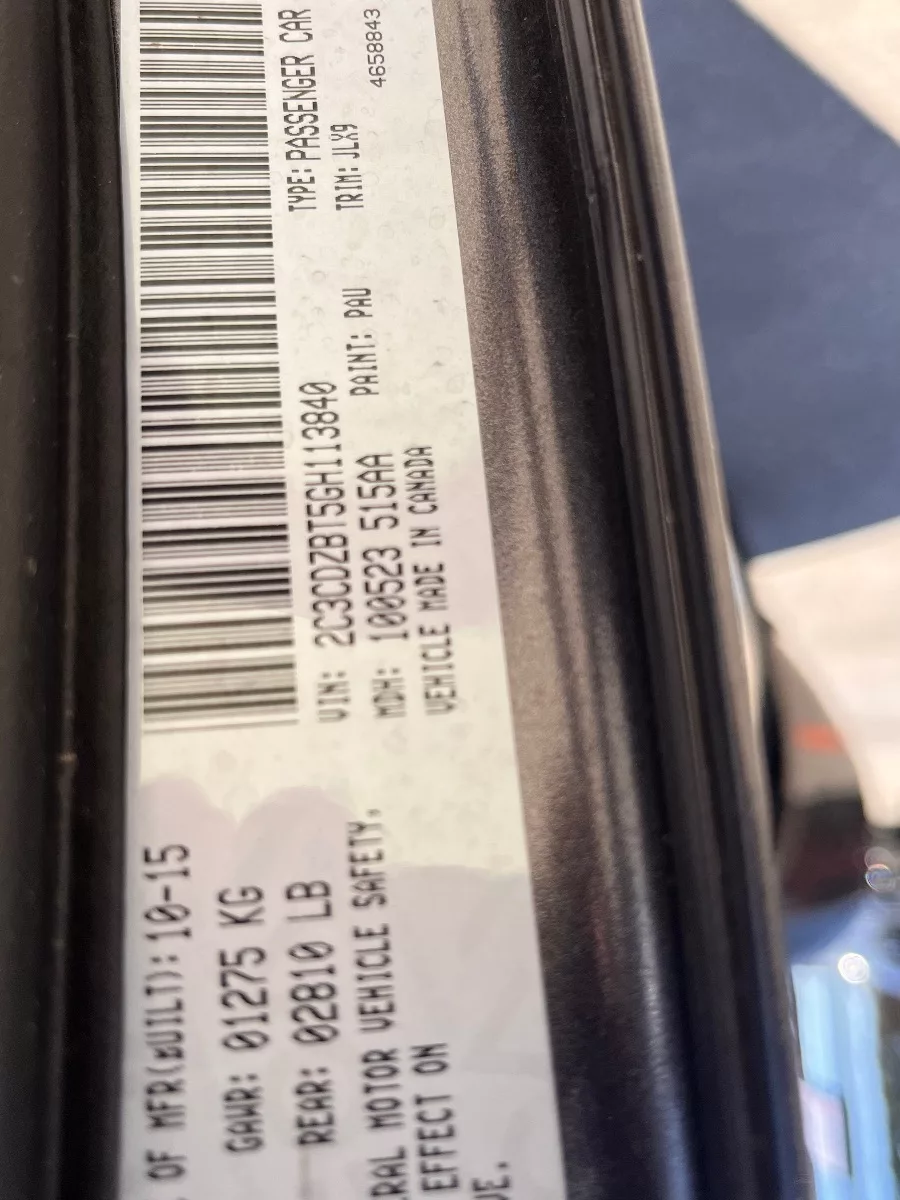 OF MFR(BUILT): 10-15
GAWR: 01275 KG
REAR: 02810 LB
RAL MOTOR VEHICLE SAFETY,
EFFECT ON
VE.
VIN: 2C3CDZBT5GH113840
TYPE: PASSENGER CAR
MDH: 100523 515AA
PAINT: PAU
TRIM: JLX9
VEHICLE MADE IN CANADA
4658843